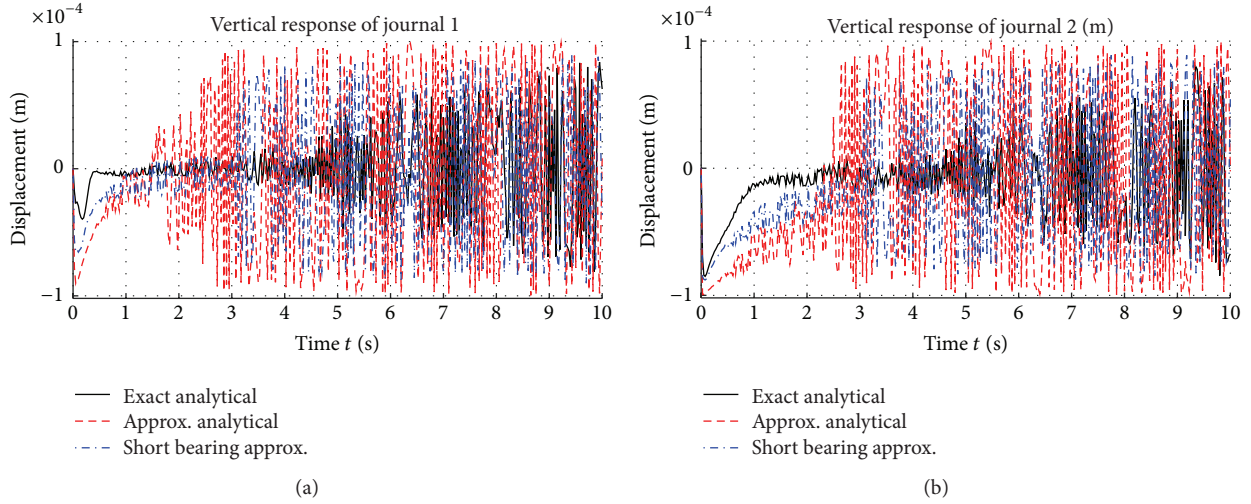 ×10⁻⁴
Vertical response of journal 1
1
0
−1
Displacement (m)
0 1 2 3 4 5 6 7 8 9 10
Time t (s)
Exact analytical
Approx. analytical
Short bearing approx.
(a)
×10⁻⁴
Vertical response of journal 2 (m)
1
0
−1
Displacement (m)
0 1 2 3 4 5 6 7 8 9 10
Time t (s)
Exact analytical
Approx. analytical
Short bearing approx.
(b)